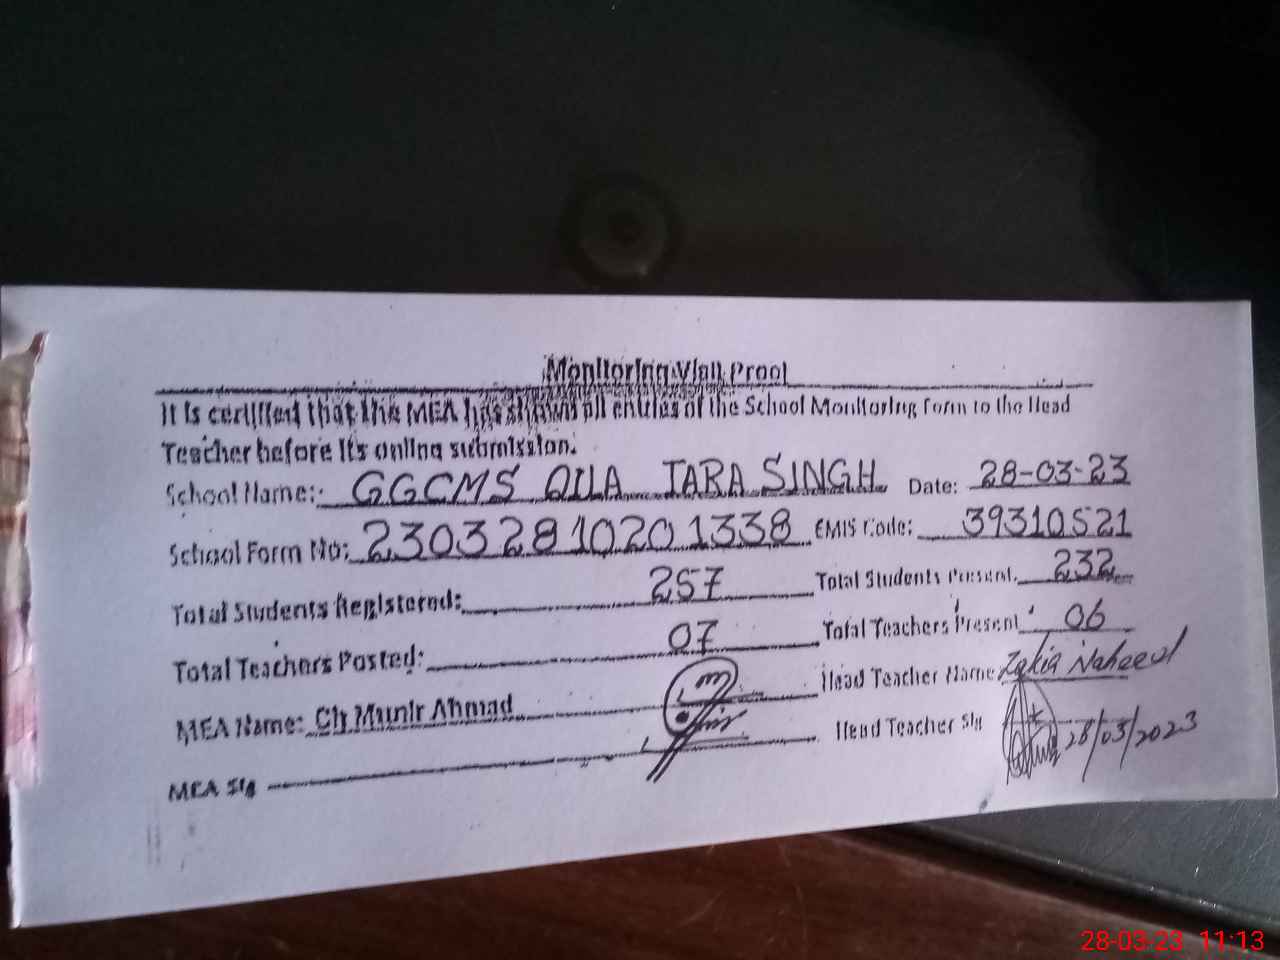 Monitoring Visit Proof
It is certified that the MEA has shown all entries of the School Monitoring Form to the Head
Teacher before its online submission.
School Name: GGCMS QILA TARA SINGH Date: 28-03-23
School Form No: 23032810201338 EMIS Code: 39310521
Total Students Registered: 257 Total Students Present. 232
Total Teachers Posted: 07 Total Teachers Present 06
MEA Name: Ch Munir Ahmad Head Teacher Name Zakia Naheed
MEA Sig Head Teacher Sig 28/03/2023
28-03-23 11:13